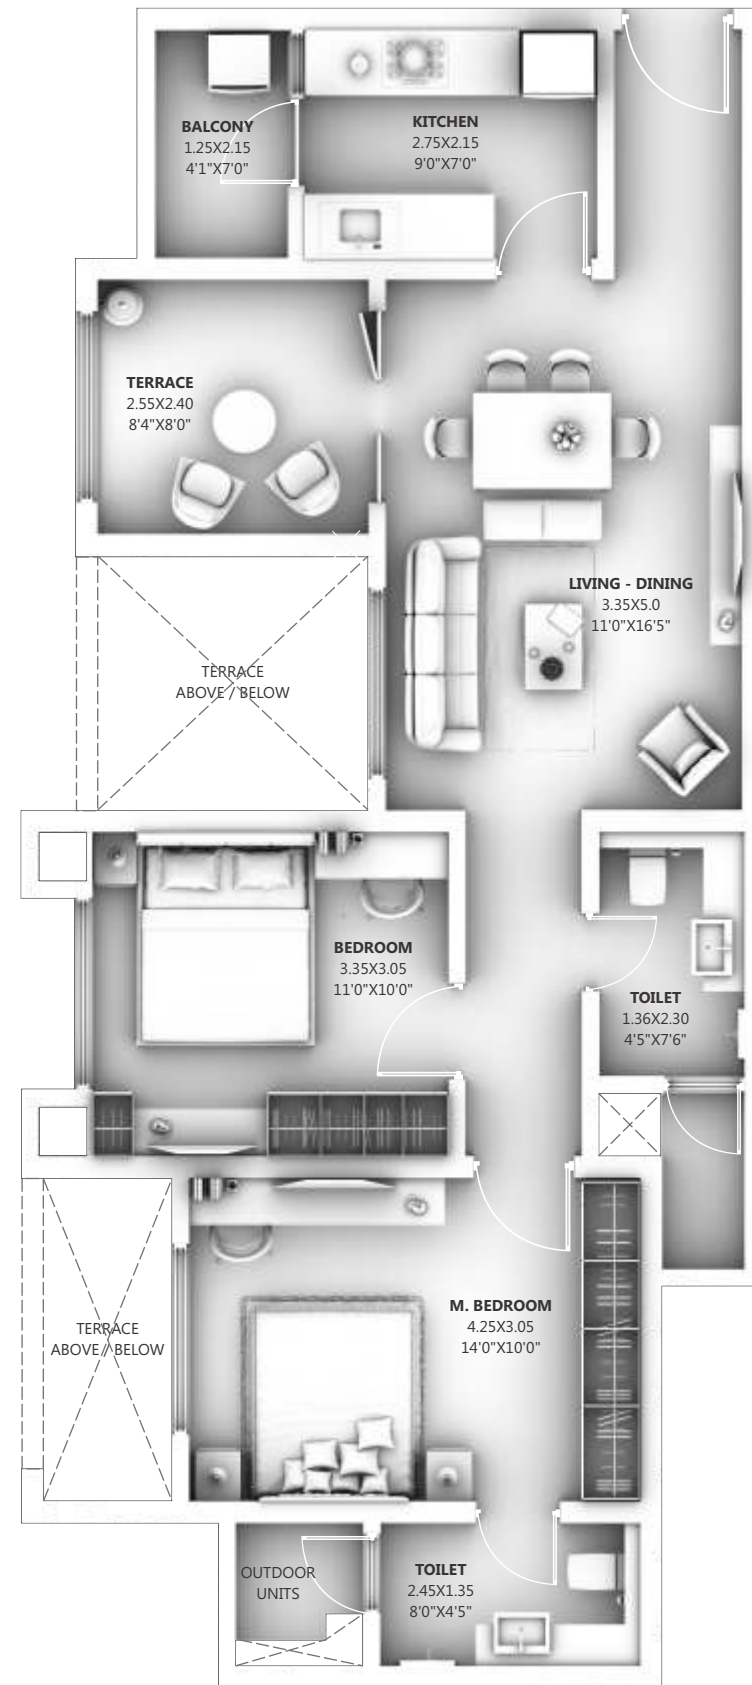 BALCONY
1.25X2.15
4'1"X7'0"
KITCHEN
2.75X2.15
9'0"X7'0"
TERRACE
2.55X2.40
8'4"X8'0"
LIVING - DINING
3.35X5.0
11'0"X16'5"
TERRACE
ABOVE / BELOW
BEDROOM
3.35X3.05
11'0"X10'0"
TOILET
1.36X2.30
4'5"X7'6"
M. BEDROOM
4.25X3.05
14'0"X10'0"
TERRACE
ABOVE / BELOW
OUTDOOR
UNITS
TOILET
2.45X1.35
8'0"X4'5"